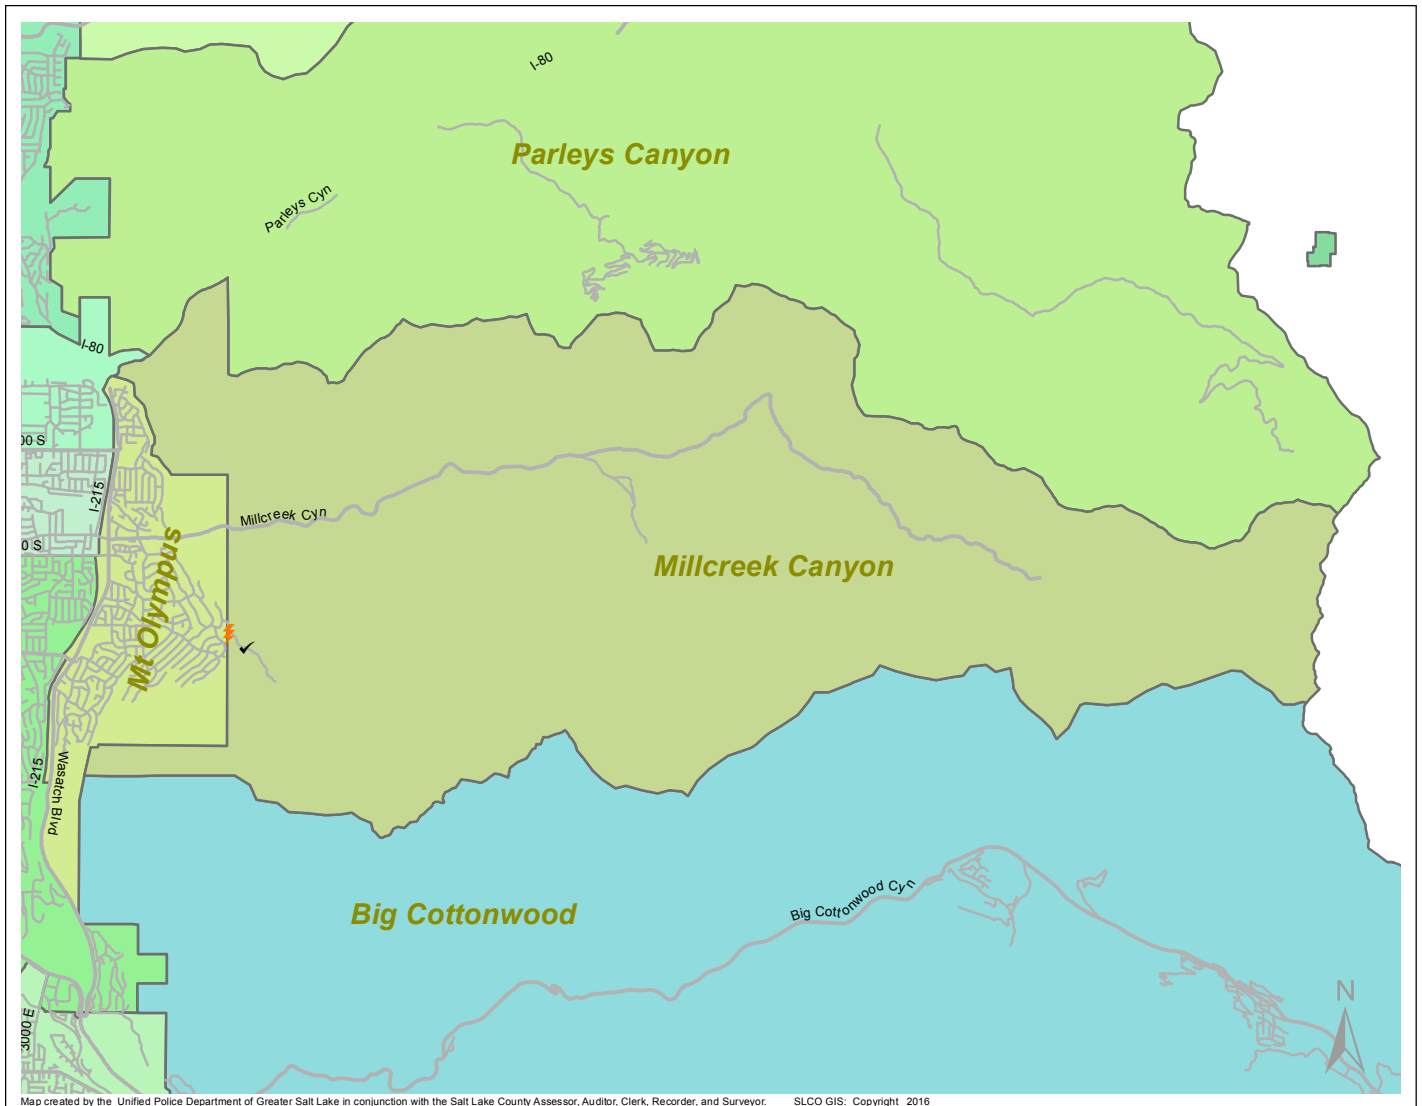 I-80
Parleys Canyon
Parleys Cyn
I-80
00 S
I-215
Millcreek Cyn
0 S
Mt Olympus
Millcreek Canyon
I-215
Wasatch Blvd
Big Cottonwood Cyn
Big Cottonwood
N
3000 E
Map created by the Unified Police Department of Greater Salt Lake in conjunction with the Salt Lake County Assessor, Auditor, Clerk, Recorder, and Surveyor. SLCO GIS: Copyright 2016